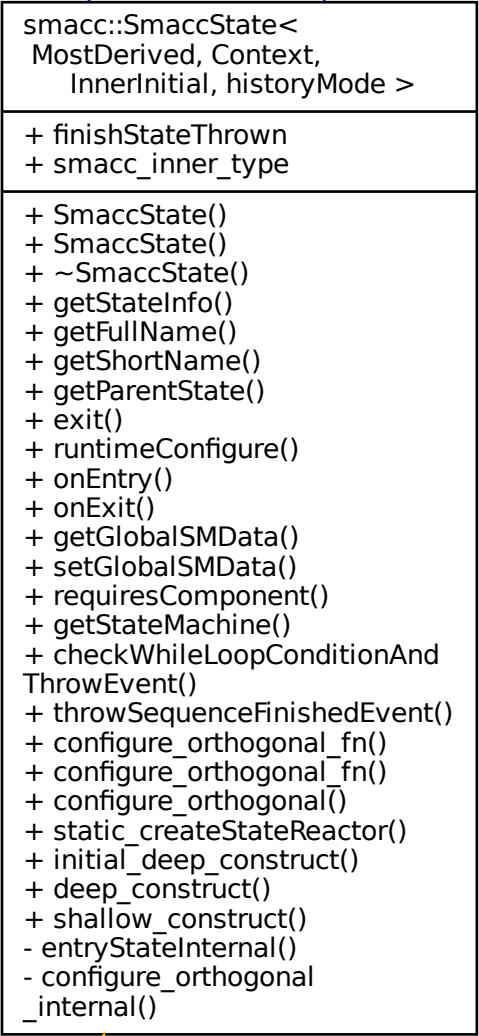 smacc::SmaccState<
MostDerived, Context,
InnerInitial, historyMode >
+ finishStateThrown
+ smacc_inner_type
+ SmaccState()
+ SmaccState()
+ ~SmaccState()
+ getStateInfo()
+ getFullName()
+ getShortName()
+ getParentState()
+ exit()
+ runtimeConfigure()
+ onEntry()
+ onExit()
+ getGlobalSMData()
+ setGlobalSMData()
+ requiresComponent()
+ getStateMachine()
+ checkWhileLoopConditionAnd
ThrowEvent()
+ throwSequenceFinishedEvent()
+ configure_orthogonal_fn()
+ configure_orthogonal_fn()
+ configure_orthogonal()
+ static_createStateReactor()
+ initial_deep_construct()
+ deep_construct()
+ shallow_construct()
- entryStateInternal()
- configure_orthogonal
_internal()